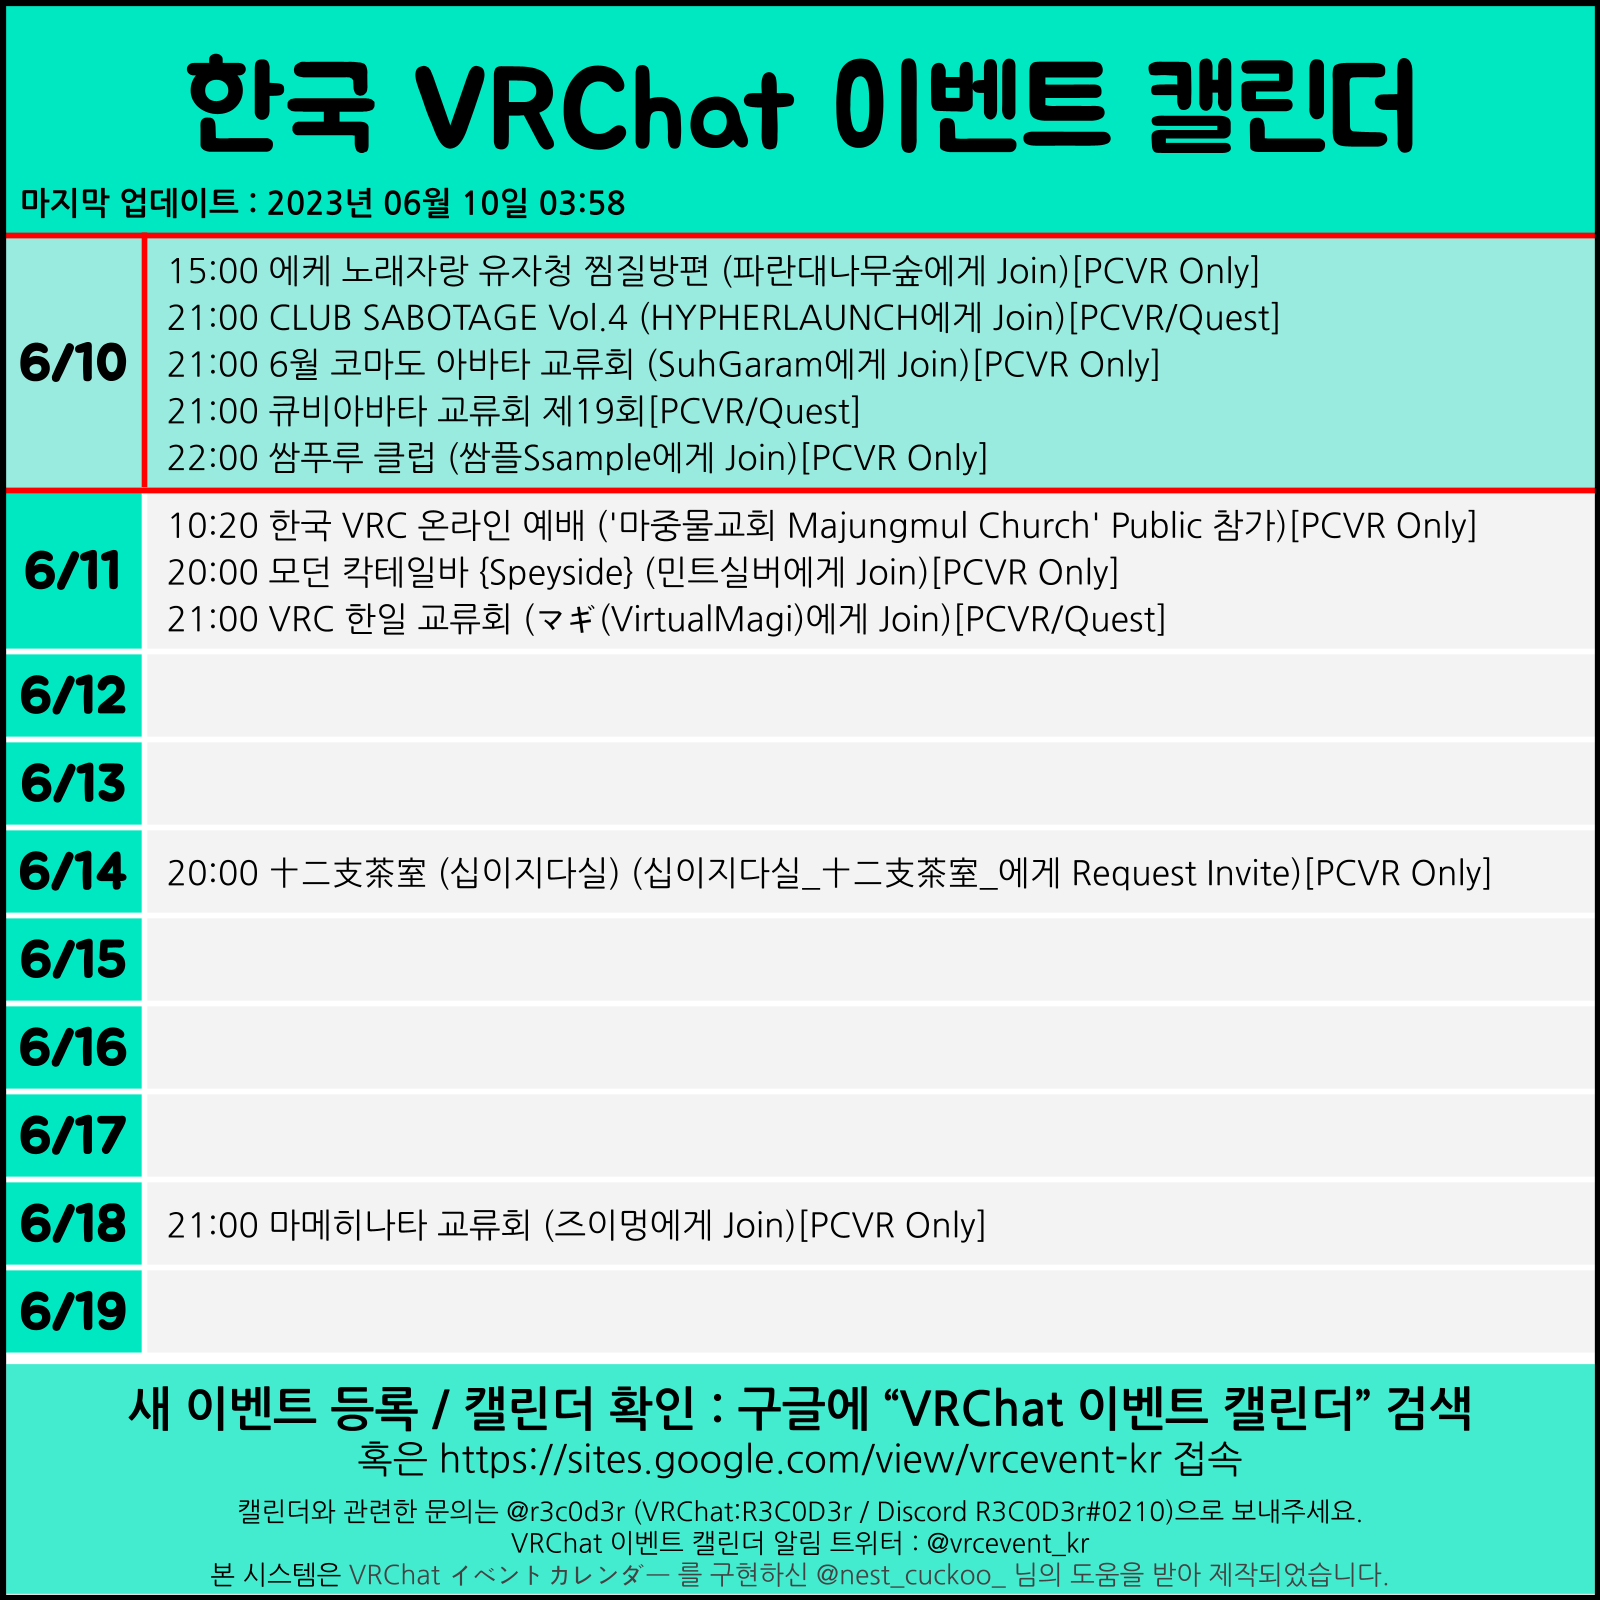 한국 VRChat 이벤트 캘린더
마지막 업데이트 : 2023년 06월 10일 03:58
6/10
15:00 에케 노래자랑 유자청 찜질방편 (파란대나무숲에게 Join)[PCVR Only]
21:00 CLUB SABOTAGE Vol.4 (HYPHERLAUNCH에게 Join)[PCVR/Quest]
21:00 6월 코마도 아바타 교류회 (SuhGaram에게 Join)[PCVR Only]
21:00 큐비아바타 교류회 제19회[PCVR/Quest]
22:00 쌈푸루 클럽 (쌈플Ssample에게 Join)[PCVR Only]
6/11
10:20 한국 VRC 온라인 예배 ('마중물교회 Majungmul Church' Public 참가)[PCVR Only]
20:00 모던 칵테일바 {Speyside} (민트실버에게 Join)[PCVR Only]
21:00 VRC 한일 교류회 (マギ(VirtualMagi)에게 Join)[PCVR/Quest]
6/12
6/13
6/14
20:00 十二支茶室 (십이지다실) (십이지다실_十二支茶室_에게 Request Invite)[PCVR Only]
6/15
6/16
6/17
6/18
21:00 마메히나타 교류회 (즈이멍에게 Join)[PCVR Only]
6/19
새 이벤트 등록 / 캘린더 확인 : 구글에 “VRChat 이벤트 캘린더” 검색
혹은 https://sites.google.com/view/vrcevent-kr 접속
캘린더와 관련한 문의는 @r3c0d3r (VRChat:R3C0D3r / Discord R3C0D3r#0210)으로 보내주세요.
VRChat 이벤트 캘린더 알림 트위터 : @vrcevent_kr
본 시스템은 VRChat イベントカレンダー 를 구현하신 @nest_cuckoo_ 님의 도움을 받아 제작되었습니다.